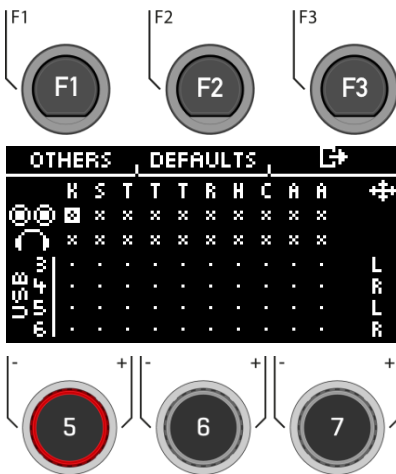 F1 F2 F3
F1 F2 F3
OTHERS DEFAULTS
K S T T T R H C A A
x x x x x x x x x x
x x x x x x x x x x
USB
3 . . . . . . . . . . L
4 . . . . . . . . . . R
5 . . . . . . . . . . L
6 . . . . . . . . . . R
- + - + - +
5 6 7